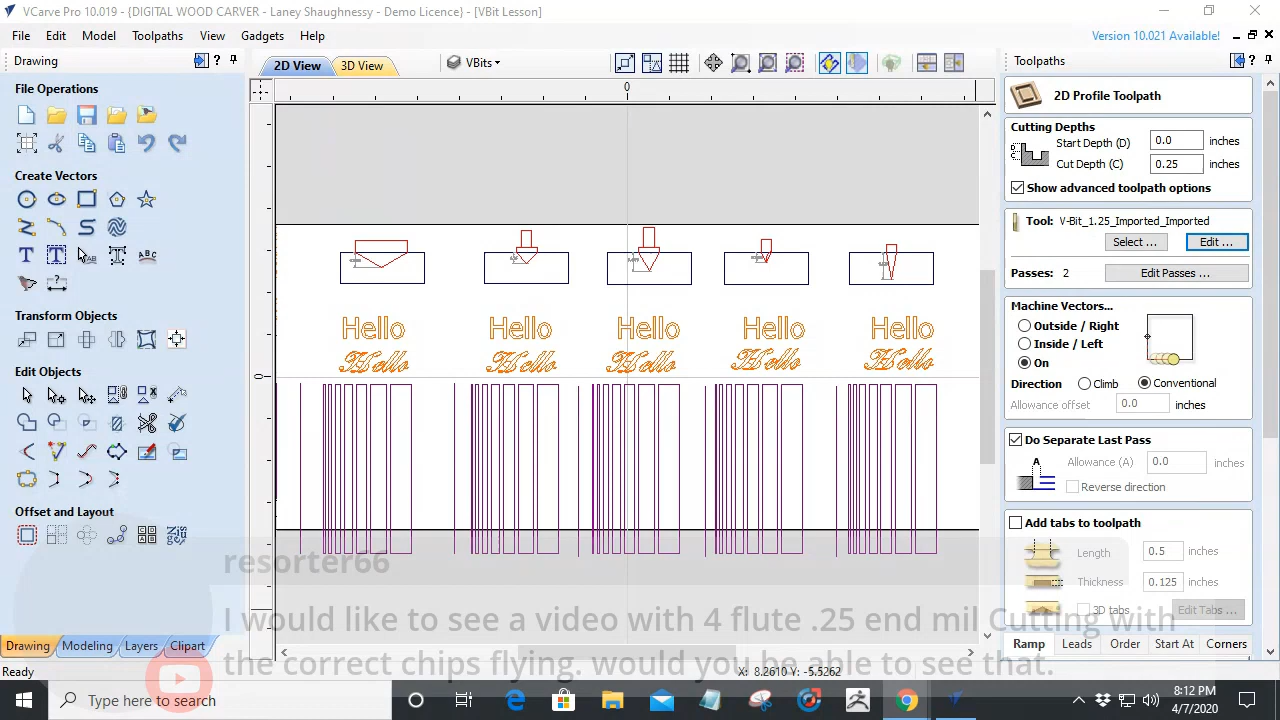 VCarve Pro 10.019 - {DIGITAL WOOD CARVER - Laney Shaughnessy - Demo Licence} - [VBit Lesson]
File Edit Model Toolpaths View Gadgets Help
Version 10.021 Available!
Drawing
2D View
3D View
VBits
Toolpaths
File Operations
Create Vectors
Transform Objects
Edit Objects
Offset and Layout
0
0
Hello Hello Hello Hello Hello
Hello Hello Hello Hello Hello
2D Profile Toolpath
Cutting Depths
Start Depth (D) 0.0 inches
Cut Depth (C) 0.25 inches
Show advanced toolpath options
Tool: V-Bit_1.25_Imported_Imported
Select ... Edit ...
Passes: 2 Edit Passes ...
Machine Vectors...
Outside / Right
Inside / Left
On
Direction Climb Conventional
Allowance offset 0.0 inches
Do Separate Last Pass
A Allowance (A) 0.0 inches
Reverse direction
Add tabs to toolpath
Length 0.5 inches
Thickness 0.125 inches
3D tabs Edit Tabs ...
Ramp Leads Order Start At Corners
resorter66
I would like to see a video with 4 flute .25 end mil Cutting with
the correct chips flying. would you be able to see that.
Drawing Modeling Layers Clipart
Ready
X: 8.2610 Y: -5.5262
Type here to search
8:12 PM
4/7/2020